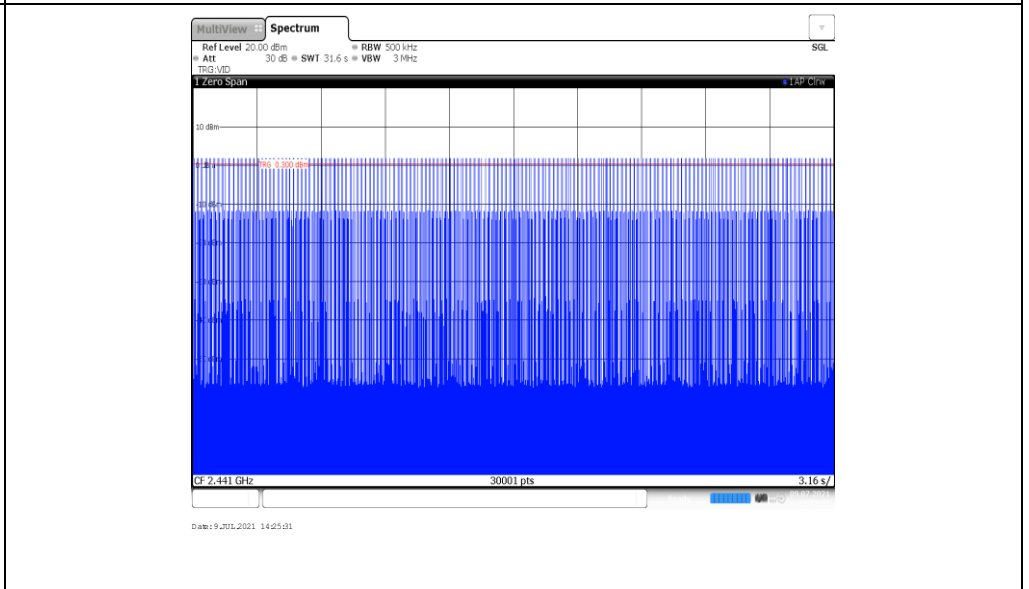 MultiView Spectrum
Ref Level 20.00 dBm RBW 500 kHz SGL
Att 30 dB SWT 31.6 s VBW 3 MHz
TRG:VID
1 Zero Span 1AP Clrw
10 dBm
TRG 0.300 dBm
CF 2.441 GHz 30001 pts 3.16 s/
Date: 9.JUL.2021 14:25:31